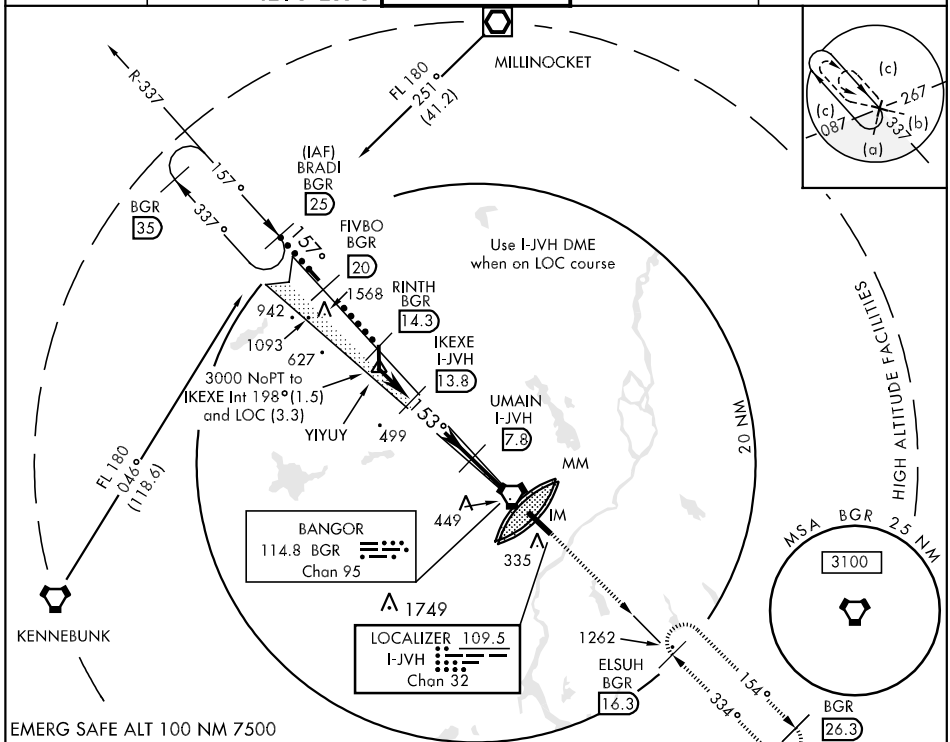 MILLINOCKET
FL 180
251°
(41.2)
R-337
(IAF)
BRADI
BGR
25
157°
337°
BGR
35
157°
FIVBO
BGR
20
1568
RINTH
BGR
14.3
Use I-JVH DME
when on LOC course
942
1093
627
3000 NoPT to
IKEXE Int 198° (1.5)
and LOC (3.3)
YIYUY
IKEXE
I-JVH
13.8
153°
UMAIN
I-JVH
7.8
499
MM
IM
449
335
20 NM
HIGH ALTITUDE FACILITIES
FL 180
046°
(118.6)
BANGOR
114.8 BGR
Chan 95
KENNEBUNK
1749
LOCALIZER 109.5
I-JVH
Chan 32
1262
ELSUH
BGR
16.3
154°
334°
BGR
26.3
MSA BGR 25 NM
3100
(c)
(c)
267
087
337
(b)
(a)
EMERG SAFE ALT 100 NM 7500